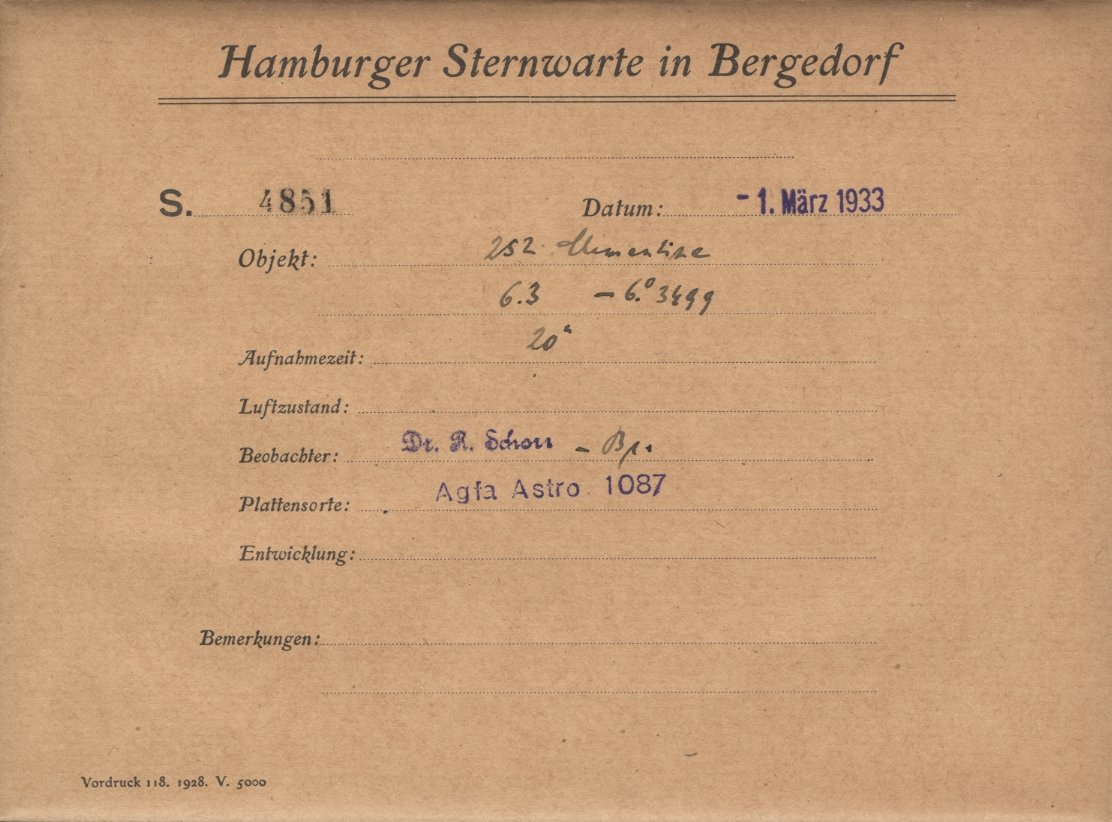 Hamburger Sternwarte in Bergedorf
S. 4851 Datum: - 1. März 1933
Objekt: 252 Clementine
6.3 - 6.° 3499
Aufnahmezeit: 20
Luftzustand:
Beobachter: Dr. R. Schorr -
Plattensorte: Agfa Astro 1087
Entwicklung:
Bemerkungen:
Vordruck 118. 1928. V. 5000